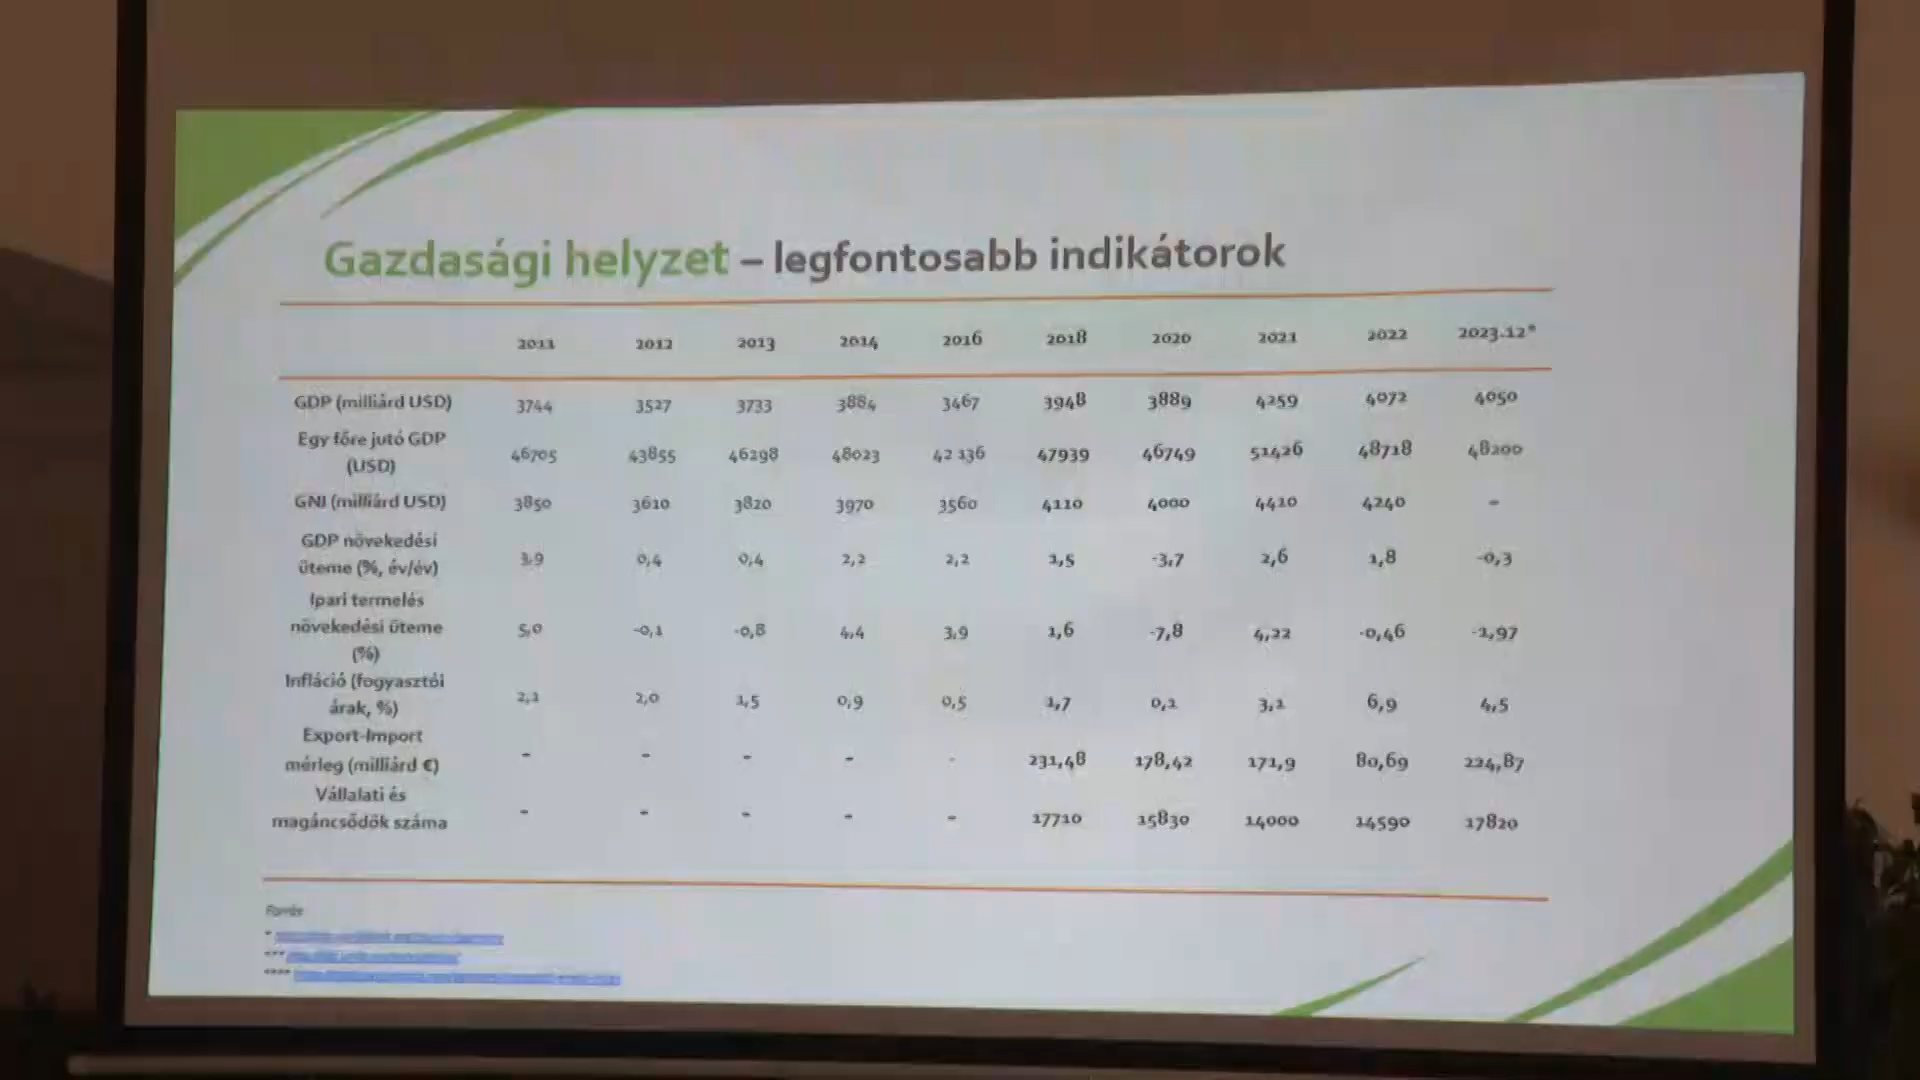 Gazdasági helyzet – legfontosabb indikátorok
2011 2012 2013 2014 2016 2018 2020 2021 2022 2023.12*
GDP (milliárd USD) 3744 3527 3733 3884 3467 3948 3889 4259 4072 4050
Egy főre jutó GDP
(USD) 46705 43855 46298 48023 42 136 47939 46749 51426 48718 48200
GNI (milliárd USD) 3850 3610 3820 3970 3560 4110 4000 4410 4240 -
GDP növekedési
üteme (%, év/év) 3,9 0,4 0,4 2,2 2,2 1,5 -3,7 2,6 1,8 -0,3
Ipari termelés
növekedési üteme
(%) 5,0 -0,1 -0,8 4,4 3,9 1,6 -7,8 4,22 -0,46 -1,97
Infláció (fogyasztói
árak, %) 2,1 2,0 1,5 0,9 0,5 1,7 0,1 3,1 6,9 4,5
Export-Import
mérleg (milliárd €) - - - - - 231,48 178,42 171,9 80,69 224,87
Vállalati és
magáncsődök száma - - - - - 17710 15830 14000 14590 17820
Forrás
*
***
****